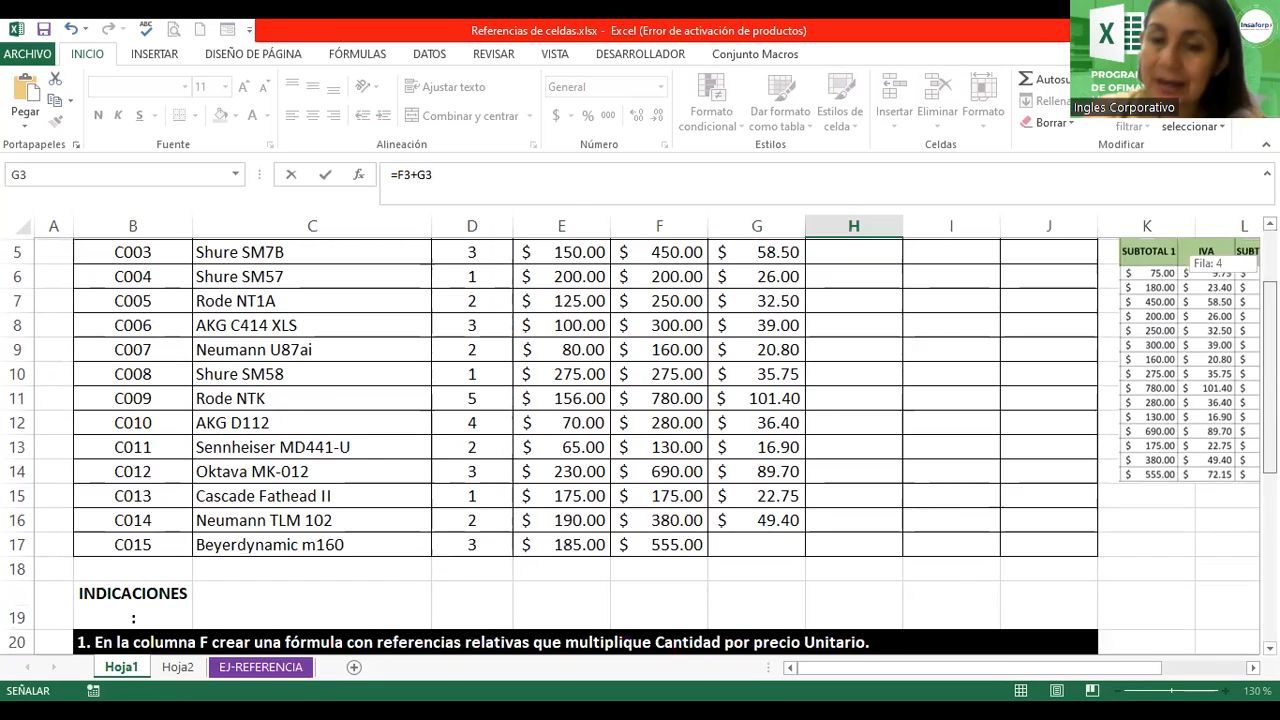 Referencias de celdas.xlsx - Excel (Error de activación de productos)
Insaforp
ARCHIVO INICIO INSERTAR DISEÑO DE PÁGINA FÓRMULAS DATOS REVISAR VISTA DESARROLLADOR Conjunto Macros
PROGRAM
DE OFIMÁ
Ingles Corporativo
Pegar
11
N K S
Ajustar texto
Combinar y centrar
General
$ % 000
Formato condicional
Dar formato como tabla
Estilos de celda
Insertar Eliminar Formato
Autosu
Rellena
Borrar
filtrar
seleccionar
Portapapeles Fuente Alineación Número Estilos Celdas Modificar
G3 =F3+G3
A B C D E F G H I J K L
5 C003 Shure SM7B 3 $ 150.00 $ 450.00 $ 58.50
6 C004 Shure SM57 1 $ 200.00 $ 200.00 $ 26.00
7 C005 Rode NT1A 2 $ 125.00 $ 250.00 $ 32.50
8 C006 AKG C414 XLS 3 $ 100.00 $ 300.00 $ 39.00
9 C007 Neumann U87ai 2 $ 80.00 $ 160.00 $ 20.80
10 C008 Shure SM58 1 $ 275.00 $ 275.00 $ 35.75
11 C009 Rode NTK 5 $ 156.00 $ 780.00 $ 101.40
12 C010 AKG D112 4 $ 70.00 $ 280.00 $ 36.40
13 C011 Sennheiser MD441-U 2 $ 65.00 $ 130.00 $ 16.90
14 C012 Oktava MK-012 3 $ 230.00 $ 690.00 $ 89.70
15 C013 Cascade Fathead II 1 $ 175.00 $ 175.00 $ 22.75
16 C014 Neumann TLM 102 2 $ 190.00 $ 380.00 $ 49.40
17 C015 Beyerdynamic m160 3 $ 185.00 $ 555.00
18
19 INDICACIONES
:
20 1. En la columna F crear una fórmula con referencias relativas que multiplique Cantidad por precio Unitario.
SUBTOTAL 1 IVA SUBT
Fila: 4
$ 75.00 $ 9.75 $
$ 180.00 $ 23.40 $
$ 450.00 $ 58.50 $
$ 200.00 $ 26.00 $
$ 250.00 $ 32.50 $
$ 300.00 $ 39.00 $
$ 160.00 $ 20.80 $
$ 275.00 $ 35.75 $
$ 780.00 $ 101.40 $
$ 280.00 $ 36.40 $
$ 130.00 $ 16.90 $
$ 690.00 $ 89.70 $
$ 175.00 $ 22.75 $
$ 380.00 $ 49.40 $
$ 555.00 $ 72.15 $
Hoja1 Hoja2 EJ-REFERENCIA
SEÑALAR 130 %